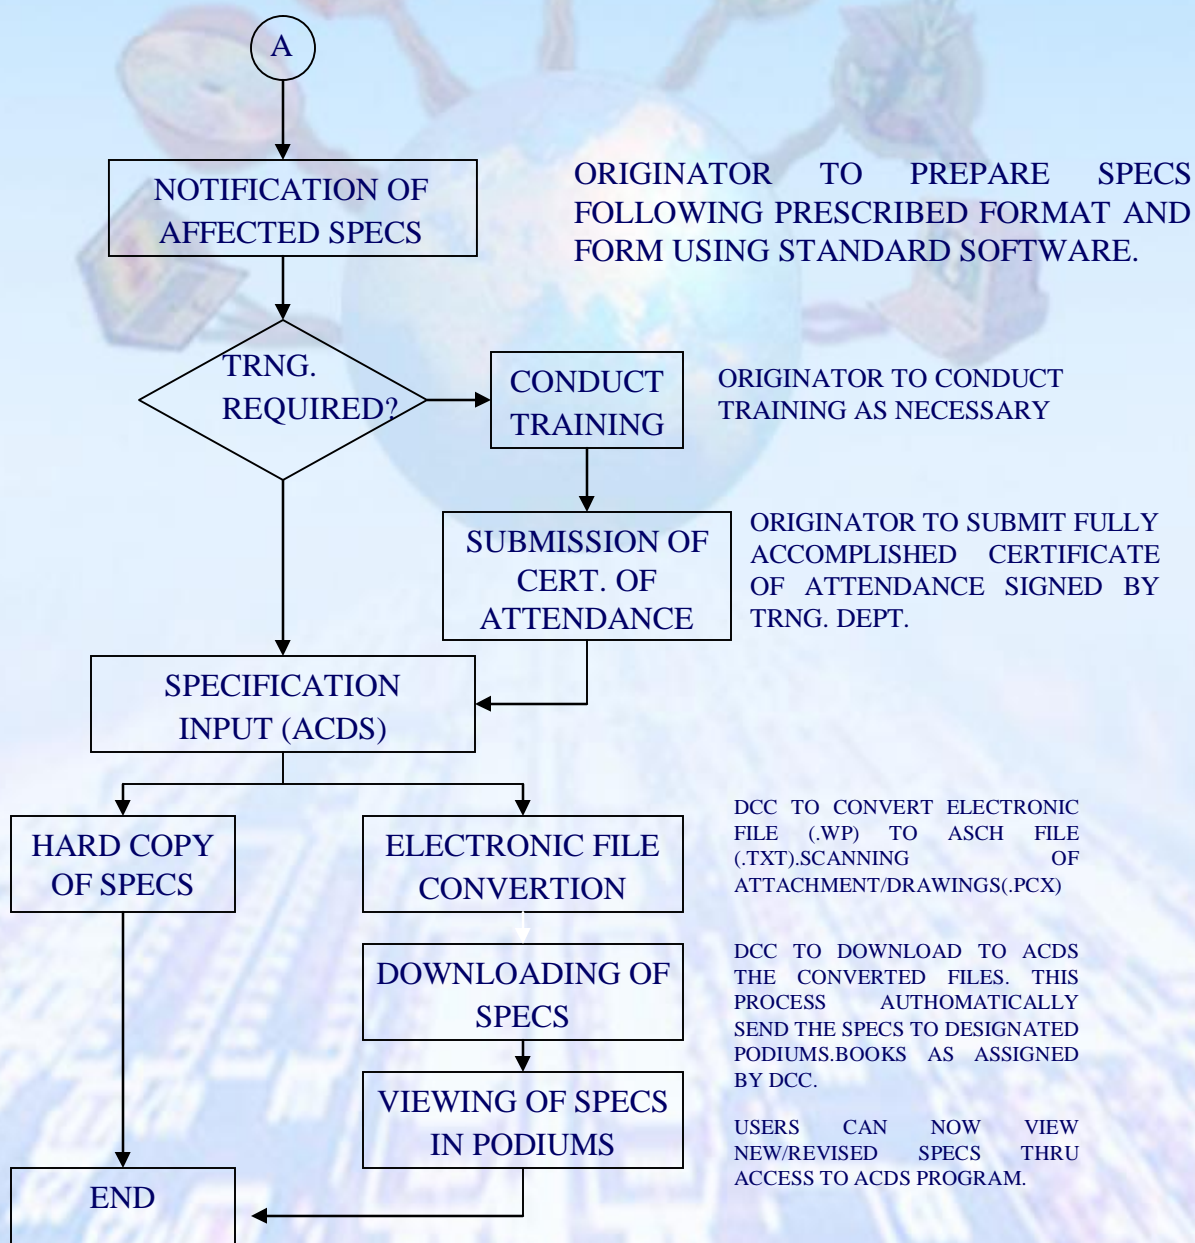 A
NOTIFICATION OF
AFFECTED SPECS
ORIGINATOR TO PREPARE SPECS
FOLLOWING PRESCRIBED FORMAT AND
FORM USING STANDARD SOFTWARE.
TRNG.
REQUIRED?
CONDUCT
TRAINING
ORIGINATOR TO CONDUCT
TRAINING AS NECESSARY
SUBMISSION OF
CERT. OF
ATTENDANCE
ORIGINATOR TO SUBMIT FULLY
ACCOMPLISHED CERTIFICATE
OF ATTENDANCE SIGNED BY
TRNG. DEPT.
SPECIFICATION
INPUT (ACDS)
HARD COPY
OF SPECS
ELECTRONIC FILE
CONVERTION
DCC TO CONVERT ELECTRONIC
FILE (.WP) TO ASCH FILE
(.TXT).SCANNING OF
ATTACHMENT/DRAWINGS(.PCX)
DOWNLOADING OF
SPECS
DCC TO DOWNLOAD TO ACDS
THE CONVERTED FILES. THIS
PROCESS AUTHOMATICALLY
SEND THE SPECS TO DESIGNATED
PODIUMS.BOOKS AS ASSIGNED
BY DCC.
VIEWING OF SPECS
IN PODIUMS
USERS CAN NOW VIEW
NEW/REVISED SPECS THRU
ACCESS TO ACDS PROGRAM.
END